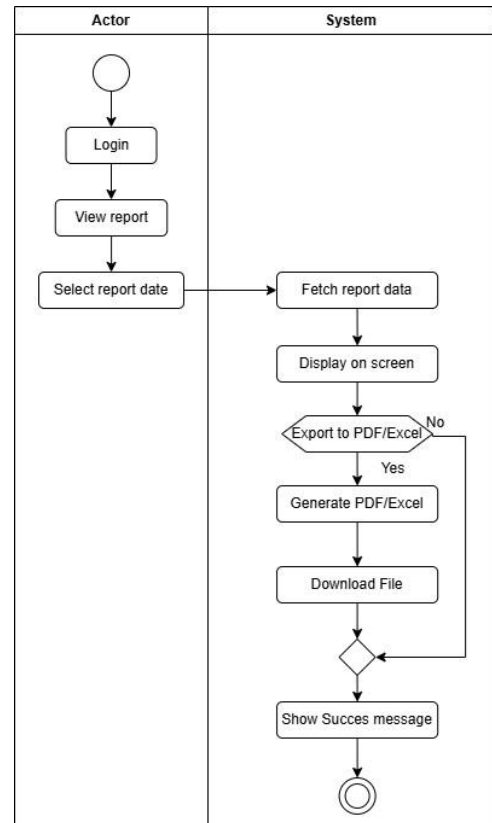 Actor
System
Login
View report
Select report date
Fetch report data
Display on screen
Export to PDF/Excel
No
Yes
Generate PDF/Excel
Download File
Show Succes message